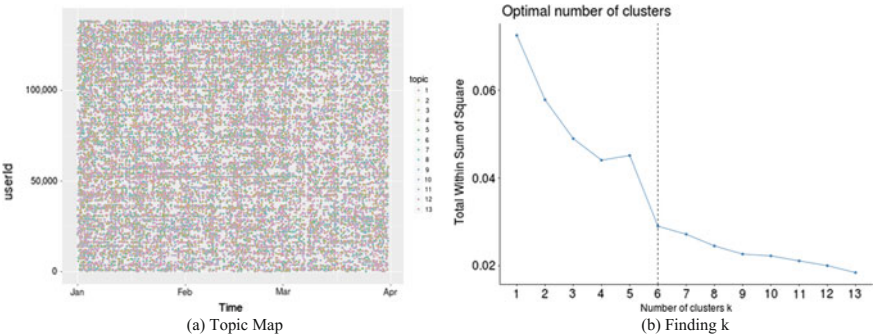 userId
100,000
50,000
0
Jan
Feb
Mar
Apr
Time
topic
1
2
3
4
5
6
7
8
9
10
11
12
13
(a) Topic Map
Optimal number of clusters
Total Within Sum of Square
0.06
0.04
0.02
1 2 3 4 5 6 7 8 9 10 11 12 13
Number of clusters k
(b) Finding k